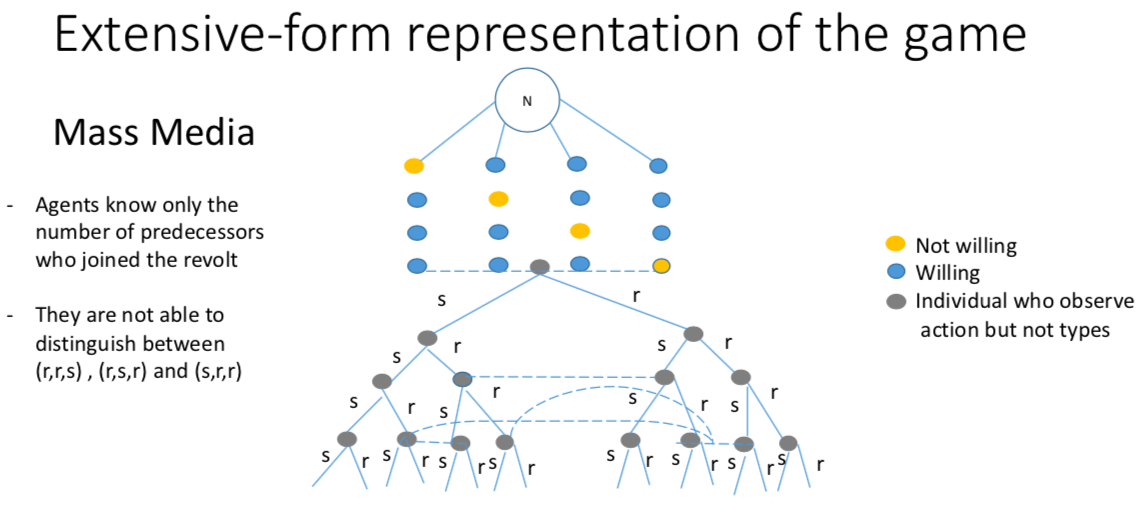 Extensive-form representation of the game
N
Mass Media
- Agents know only the
number of predecessors
who joined the revolt
- They are not able to
distinguish between
(r,r,s) , (r,s,r) and (s,r,r)
Not willing
Willing
Individual who observe
action but not types
s r
s r s r
s r s r s r s r
s r s r s r s r s r s r s r s r